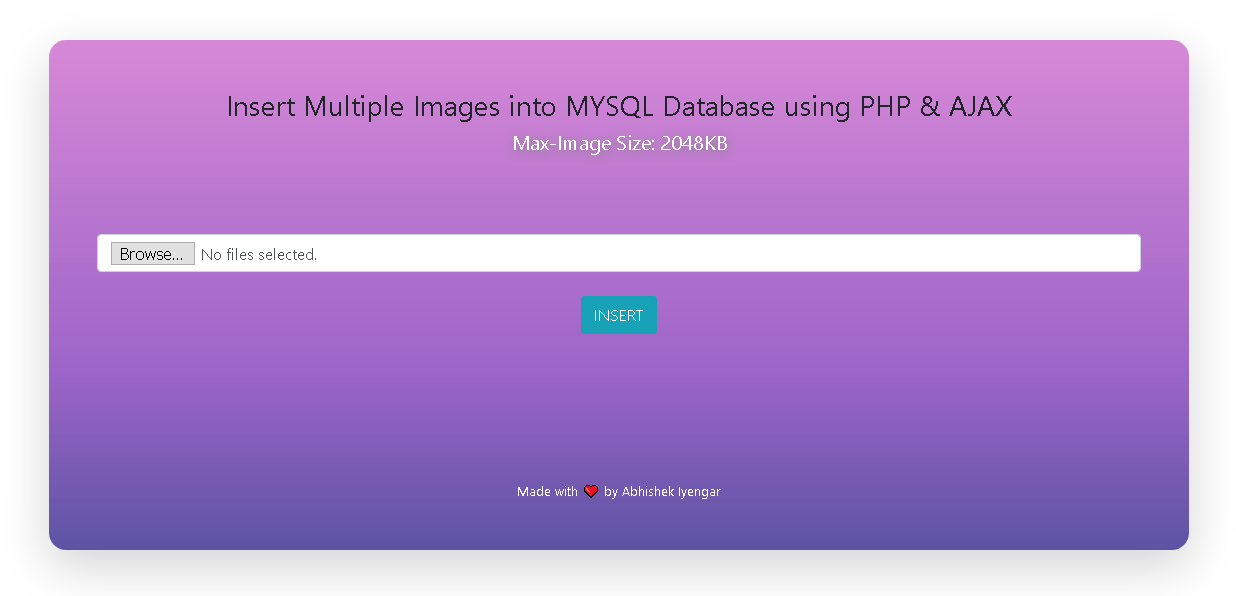 Insert Multiple Images into MYSQL Database using PHP & AJAX
Max-Image Size: 2048KB
Browse... No files selected.
INSERT
Made with ❤️ by Abhishek Iyengar